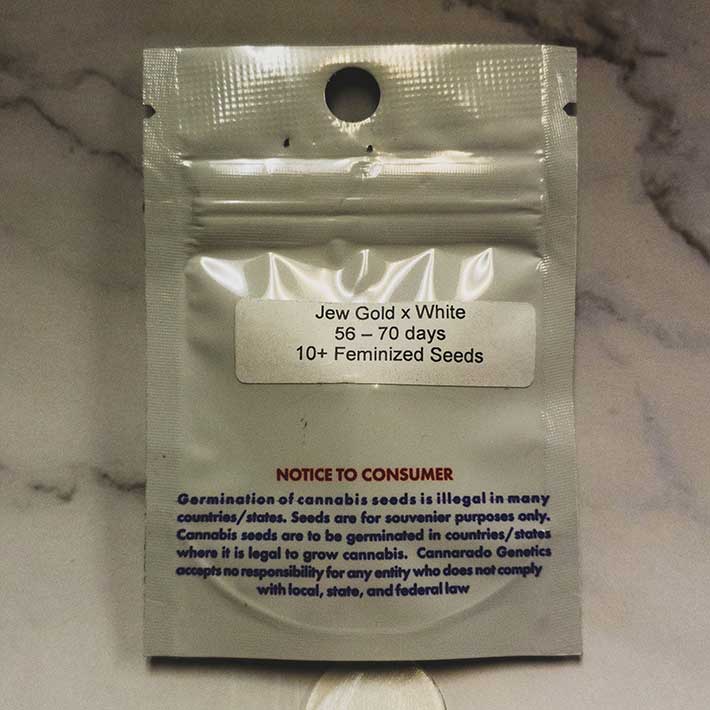 Jew Gold x White
56 – 70 days
10+ Feminized Seeds
NOTICE TO CONSUMER
Germination of cannabis seeds is illegal in many
countries/states. Seeds are for souvenier purposes only.
Cannabis seeds are to be germinated in countries/states
where it is legal to grow cannabis. Cannarado Genetics
accepts no responsibility for any entity who does not comply
with local, state, and federal law